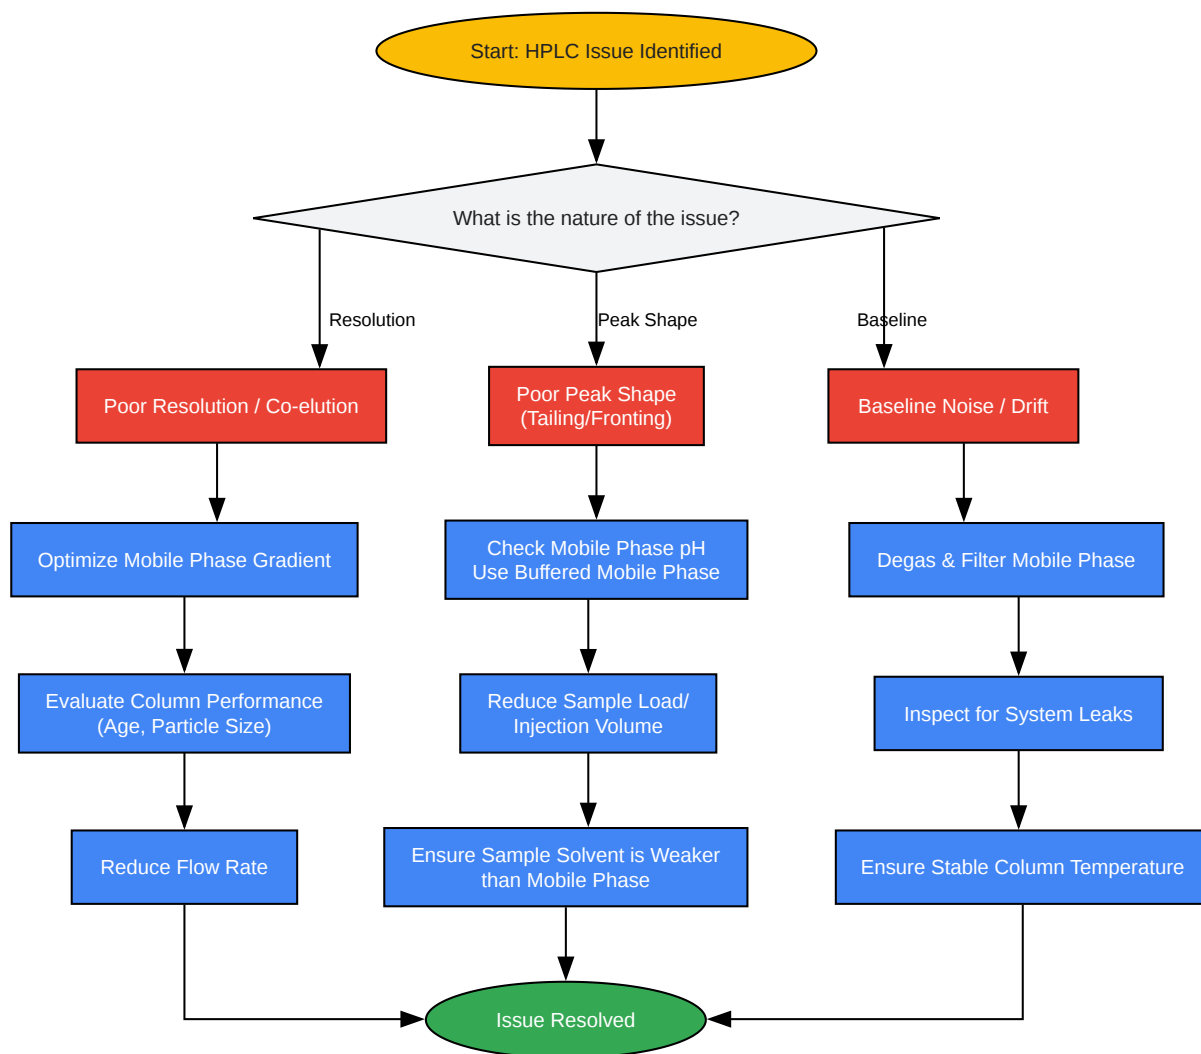 Start: HPLC Issue Identified
What is the nature of the issue?
Resolution
Peak Shape
Baseline
Poor Resolution / Co-elution
Poor Peak Shape
(Tailing/Fronting)
Baseline Noise / Drift
Optimize Mobile Phase Gradient
Check Mobile Phase pH
Use Buffered Mobile Phase
Degas & Filter Mobile Phase
Evaluate Column Performance
(Age, Particle Size)
Reduce Sample Load/
Injection Volume
Inspect for System Leaks
Reduce Flow Rate
Ensure Sample Solvent is Weaker
than Mobile Phase
Ensure Stable Column Temperature
Issue Resolved